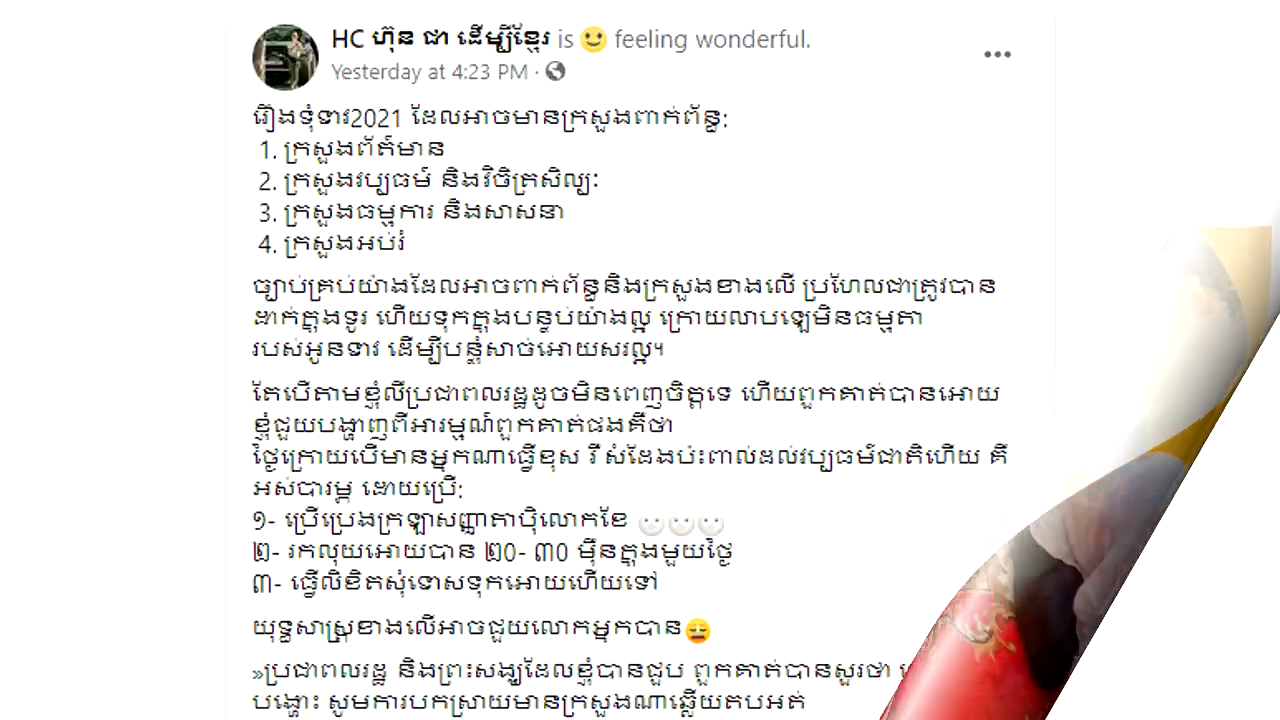 HC ហ៊ុន ជា ដើម្បីខ្មែរ is 🙂 feeling wonderful.
Yesterday at 4:23 PM ·
រឿងទុំទាវ2021 ដែលអាចមានក្រសួងពាក់ព័ន្ធ:
1. ក្រសួងព័ត៌មាន
2. ក្រសួងវប្បធម៌ និងវិចិត្រសិល្បៈ
3. ក្រសួងធម្មការ និងសាសនា
4. ក្រសួងអប់រំ
ច្បាប់គ្រប់យ៉ាងដែលអាចពាក់ព័ន្ធនិងក្រសួងខាងលើ ប្រហែលជាត្រូវបាន
ដាក់ក្នុងទូរ ហើយទុកក្នុងបន្ទប់យ៉ាងល្អ ក្រោយលាបឡេមិនធម្មតា
របស់អូនទាវ ដើម្បីបន្ដុំសាច់អោយសរល្អ។
តែបើតាមខ្ញុំលឺប្រជាពលរដ្ឋដូចមិនពេញចិត្តទេ ហើយពួកគាត់បានអោយ
ខ្ញុំជួយបង្ហាញពីអារម្មណ៍ពួកគាត់ផងគឺថា
ថ្ងៃក្រោយបើមានអ្នកណាធ្វើខុស រឺ សំដែងប៉ះពាល់ដល់វប្បធម៌ជាតិហើយ គឺ
អស់បារម្ភ ដោយប្រើ:
១- ប្រើប្រេងក្រឡាសញ្ញាតាប៉ិលោកខែ 🌝🌝🌝
២- រកលុយអោយបាន ២០- ៣០ ម៉ឺនក្នុងមួយថ្ងៃ
៣- ធ្វើលិខិតសុំទោសទុកអោយហើយទៅ
យុទ្ធសាស្ត្រខាងលើអាចជួយលោកអ្នកបាន😩
»ប្រជាពលរដ្ឋ និងព្រះសង្ឃដែលខ្ញុំបានជួប ពួកគាត់បានសួរថា
បង្ហោះ សូមការបកស្រាយមានក្រសួងណាឆ្លើយតបអត់